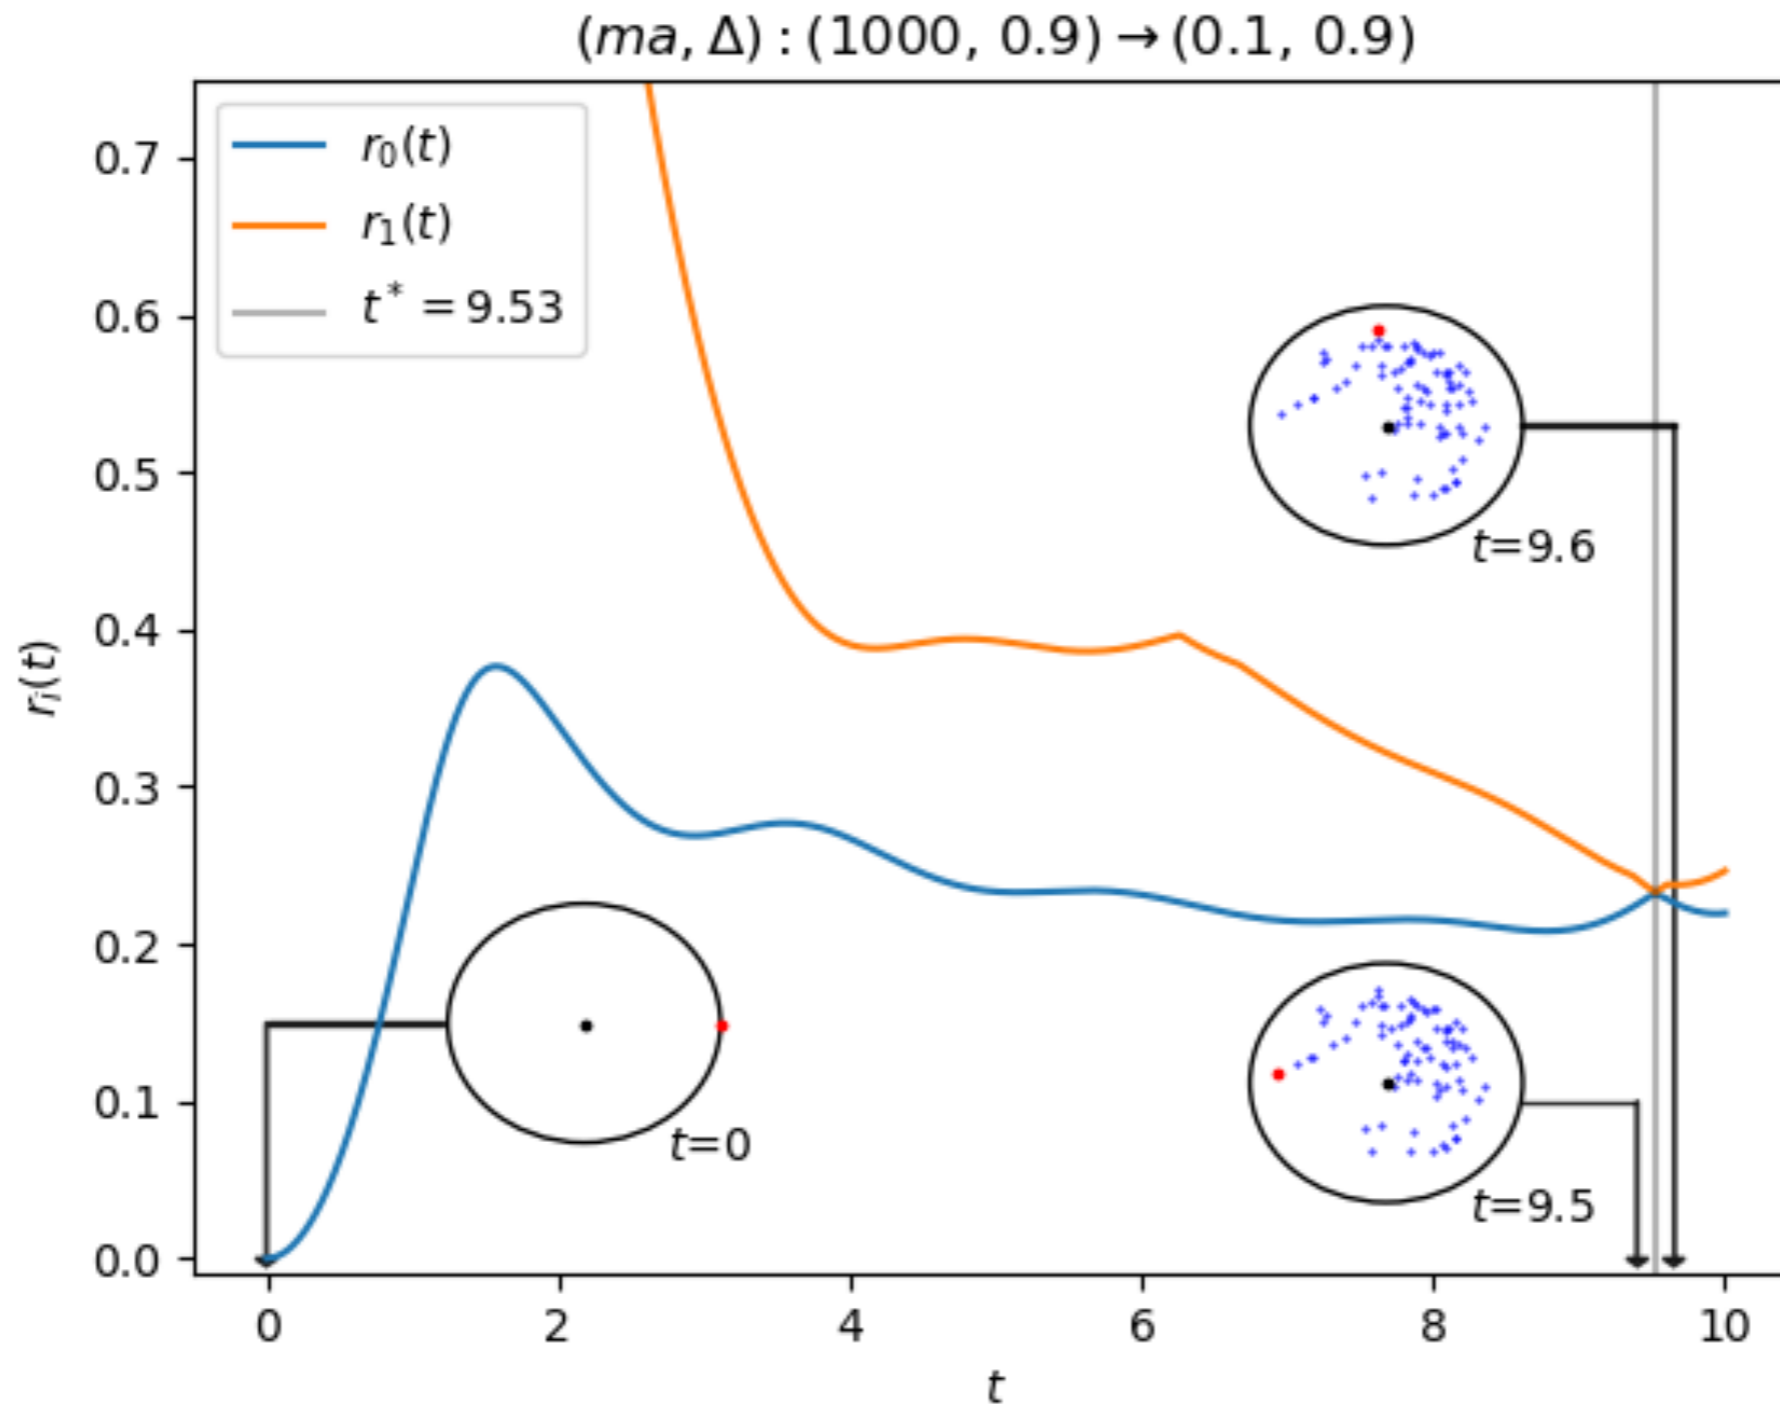 (ma, Δ) : (1000, 0.9) → (0.1, 0.9)
r₀(t)
r₁(t)
t* = 9.53
0.7
0.6
0.5
0.4
0.3
0.2
0.1
0.0
rᵢ(t)
t=9.6
t=0
t=9.5
0 2 4 6 8 10
t